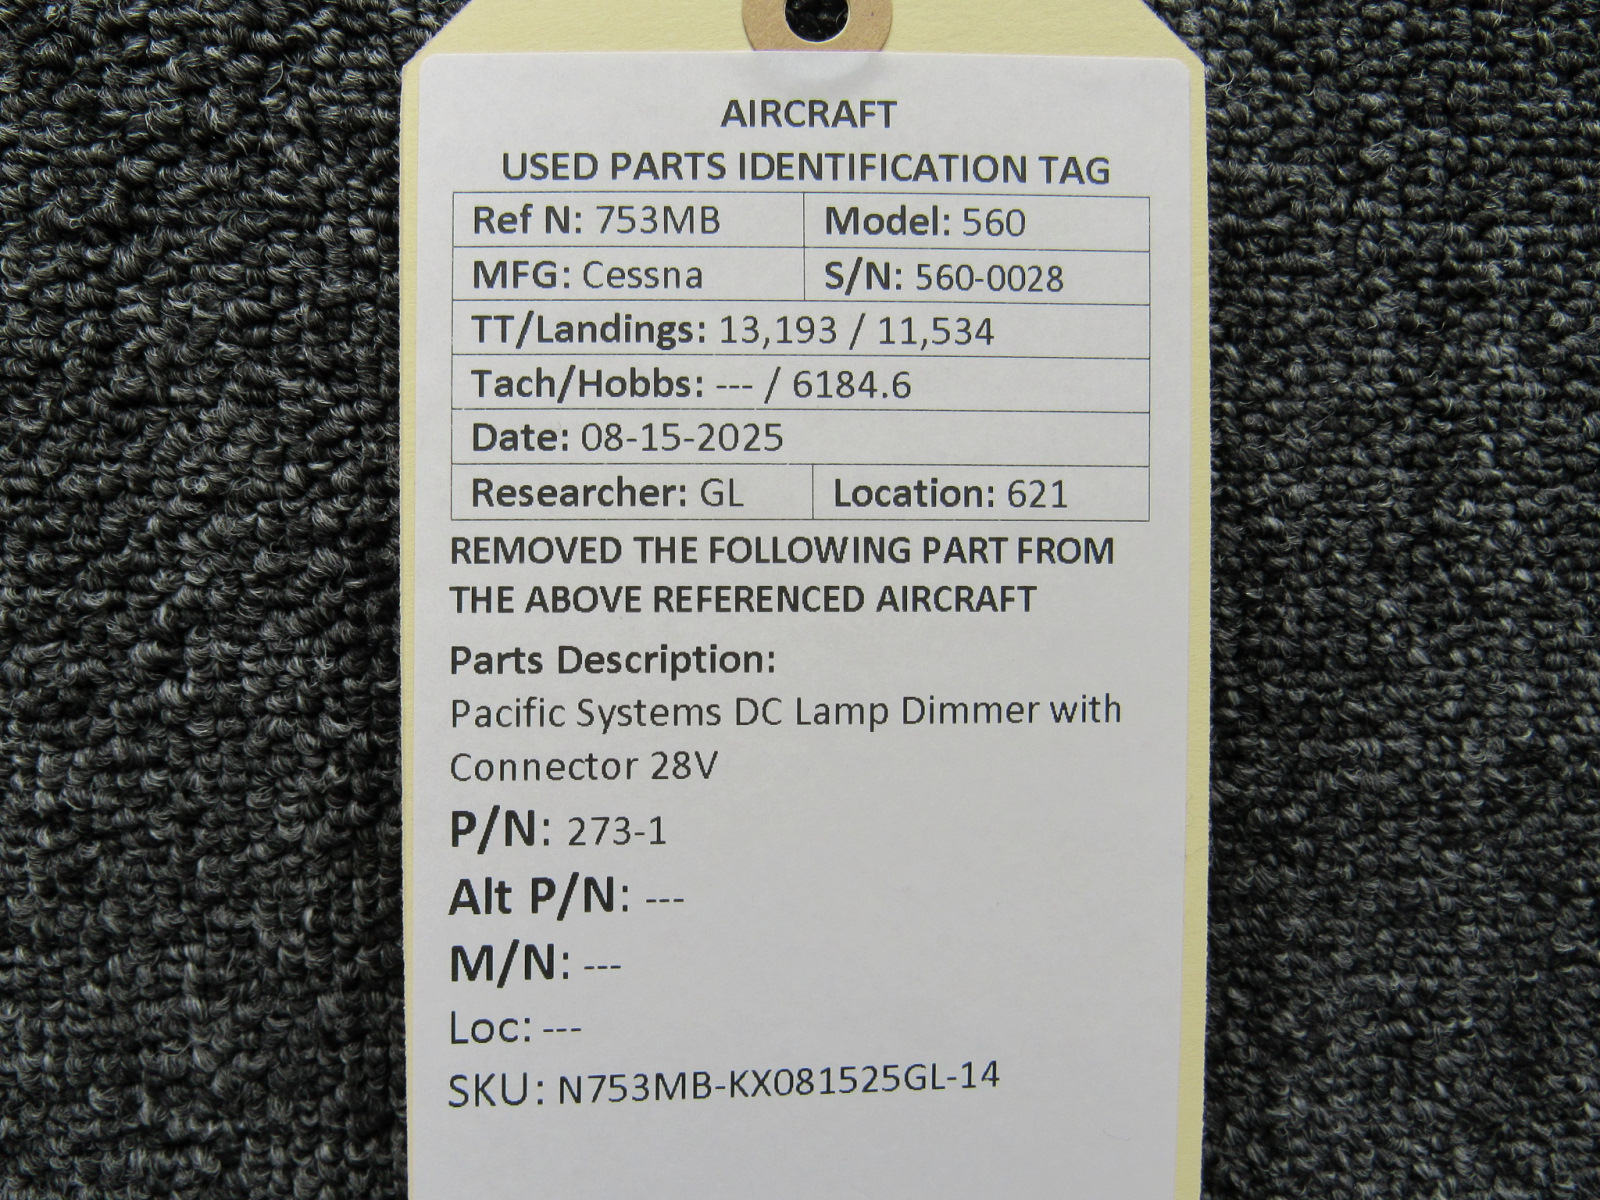 AIRCRAFT
USED PARTS IDENTIFICATION TAG
Ref N: 753MB Model: 560
MFG: Cessna S/N: 560-0028
TT/Landings: 13,193 / 11,534
Tach/Hobbs: --- / 6184.6
Date: 08-15-2025
Researcher: GL Location: 621
REMOVED THE FOLLOWING PART FROM
THE ABOVE REFERENCED AIRCRAFT
Parts Description:
Pacific Systems DC Lamp Dimmer with
Connector 28V
P/N: 273-1
Alt P/N: ---
M/N: ---
Loc: ---
SKU: N753MB-KX081525GL-14